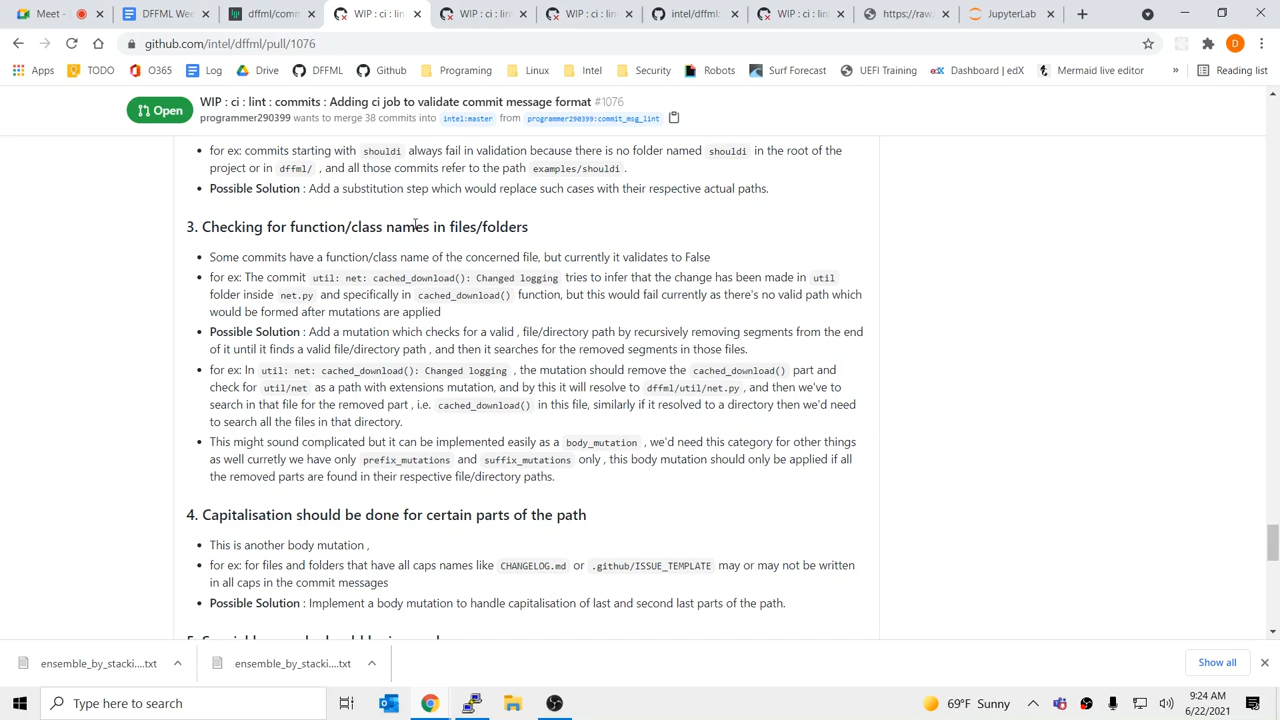 Meet -
DFFML Wee
dffml/com
WIP : ci : lin
WIP : ci : lin
WIP : ci : lin
intel/dffml
WIP : ci : lin
https://raw
JupyterLab
github.com/intel/dffml/pull/1076
D
Apps
TODO
O365
Log
Drive
DFFML
Github
Programing
Linux
Intel
Security
Robots
Surf Forecast
UEFI Training
edX
Dashboard | edX
Mermaid live editor
»
Reading list
Open
WIP : ci : lint : commits : Adding ci job to validate commit message format #1076
programmer290399 wants to merge 38 commits into intel:master from programmer290399:commit_msg_lint
for ex: commits starting with shouldi always fail in validation because there is no folder named shouldi in the root of the
project or in dffml/ , and all those commits refer to the path examples/shouldi .
Possible Solution : Add a substitution step which would replace such cases with their respective actual paths.
3. Checking for function/class names in files/folders
Some commits have a function/class name of the concerned file, but currently it validates to False
for ex: The commit util: net: cached_download(): Changed logging tries to infer that the change has been made in util
folder inside net.py and specifically in cached_download() function, but this would fail currently as there's no valid path which
would be formed after mutations are applied
Possible Solution : Add a mutation which checks for a valid , file/directory path by recursively removing segments from the end
of it until it finds a valid file/directory path , and then it searches for the removed segments in those files.
for ex: In util: net: cached_download(): Changed logging , the mutation should remove the cached_download() part and
check for util/net as a path with extensions mutation, and by this it will resolve to dffml/util/net.py , and then we've to
search in that file for the removed part , i.e. cached_download() in this file, similarly if it resolved to a directory then we'd need
to search all the files in that directory.
This might sound complicated but it can be implemented easily as a body_mutation , we'd need this category for other things
as well curretly we have only prefix_mutations and suffix_mutations only , this body mutation should only be applied if all
the removed parts are found in their respective file/directory paths.
4. Capitalisation should be done for certain parts of the path
This is another body mutation ,
for ex: for files and folders that have all caps names like CHANGELOG.md or .github/ISSUE_TEMPLATE may or may not be written
in all caps in the commit messages
Possible Solution : Implement a body mutation to handle capitalisation of last and second last parts of the path.
ensemble_by_stacki....txt
ensemble_by_stacki....txt
Show all
Type here to search
69°F Sunny
9:24 AM
6/22/2021